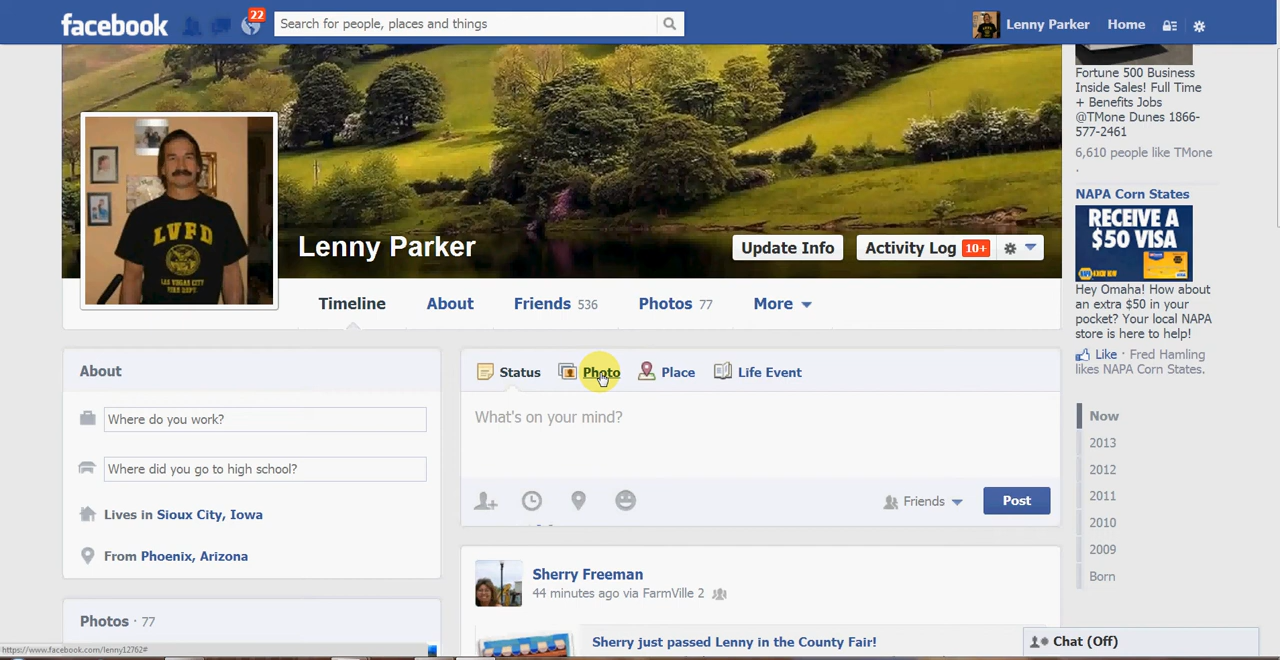 facebook
22
Search for people, places and things
Lenny Parker
Home
Fortune 500 Business
Inside Sales! Full Time
+ Benefits Jobs
@TMone Dunes 1866-
577-2461
6,610 people like TMone
.
NAPA Corn States
RECEIVE A
$50 VISA
NAPA
Hey Omaha! How about
an extra $50 in your
pocket? Your local NAPA
store is here to help!
Like · Fred Hamling
likes NAPA Corn States.
LVFD
LAS VEGAS CITY
FIRE DEPT.
Lenny Parker
Update Info
Activity Log 10+
Timeline
About
Friends 536
Photos 77
More
About
Where do you work?
Where did you go to high school?
Lives in Sioux City, Iowa
From Phoenix, Arizona
Photos · 77
Status
Photo
Place
Life Event
What's on your mind?
Friends
Post
Sherry Freeman
44 minutes ago via FarmVille 2
Sherry just passed Lenny in the County Fair!
Now
2013
2012
2011
2010
2009
Born
Chat (Off)
https://www.facebook.com/lenny12762#